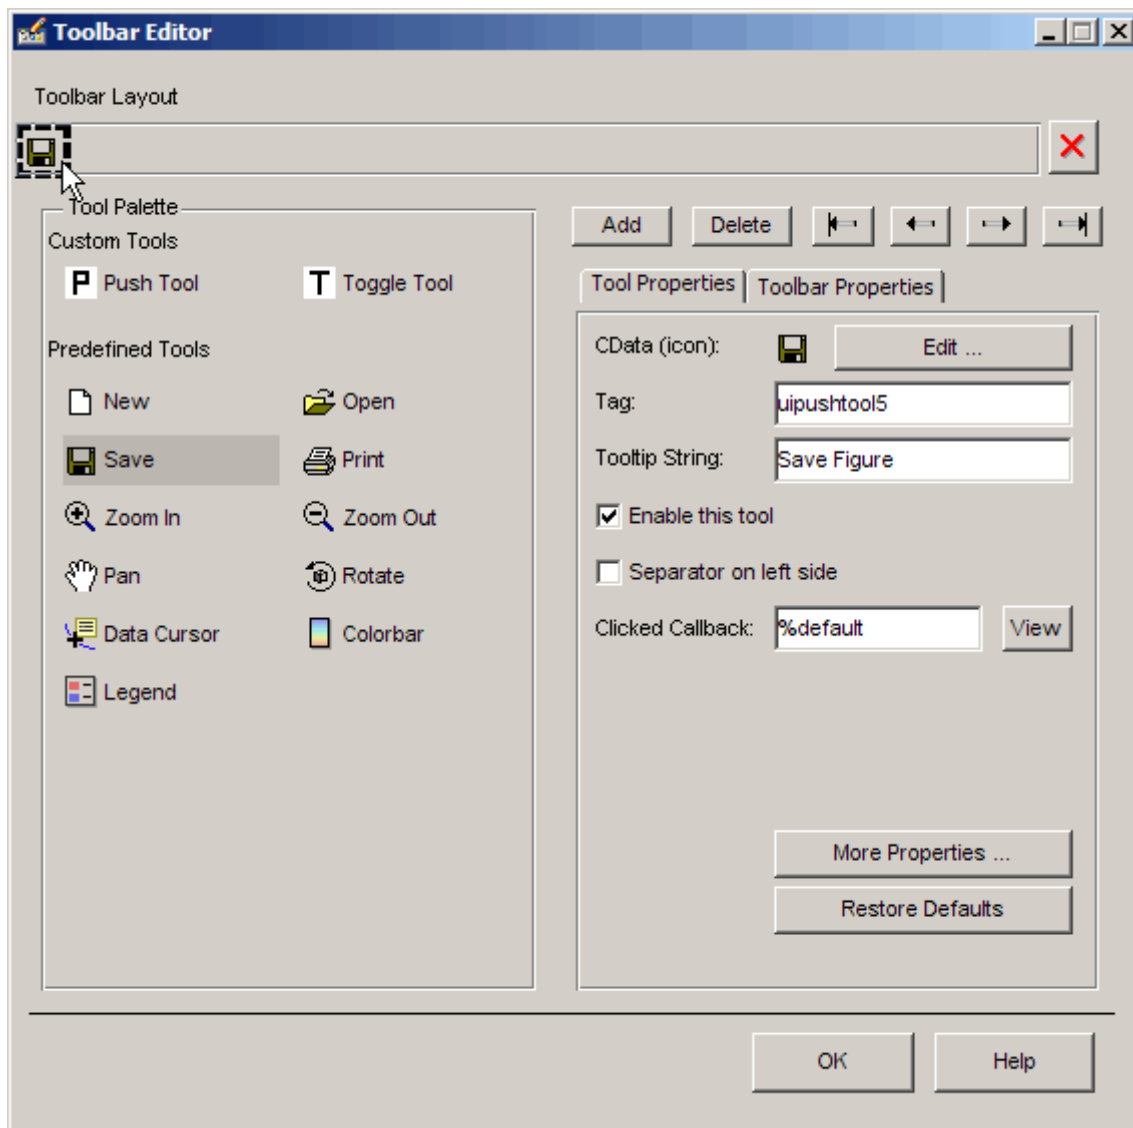 Toolbar Editor
Toolbar Layout
Tool Palette
Custom Tools
P Push Tool
T Toggle Tool
Predefined Tools
New
Open
Save
Print
Zoom In
Zoom Out
Pan
Rotate
Data Cursor
Colorbar
Legend
Add
Delete
Tool Properties
Toolbar Properties
CData (icon):
Edit ...
Tag:
uipushtool5
Tooltip String:
Save Figure
Enable this tool
Separator on left side
Clicked Callback:
%default
View
More Properties ...
Restore Defaults
OK
Help